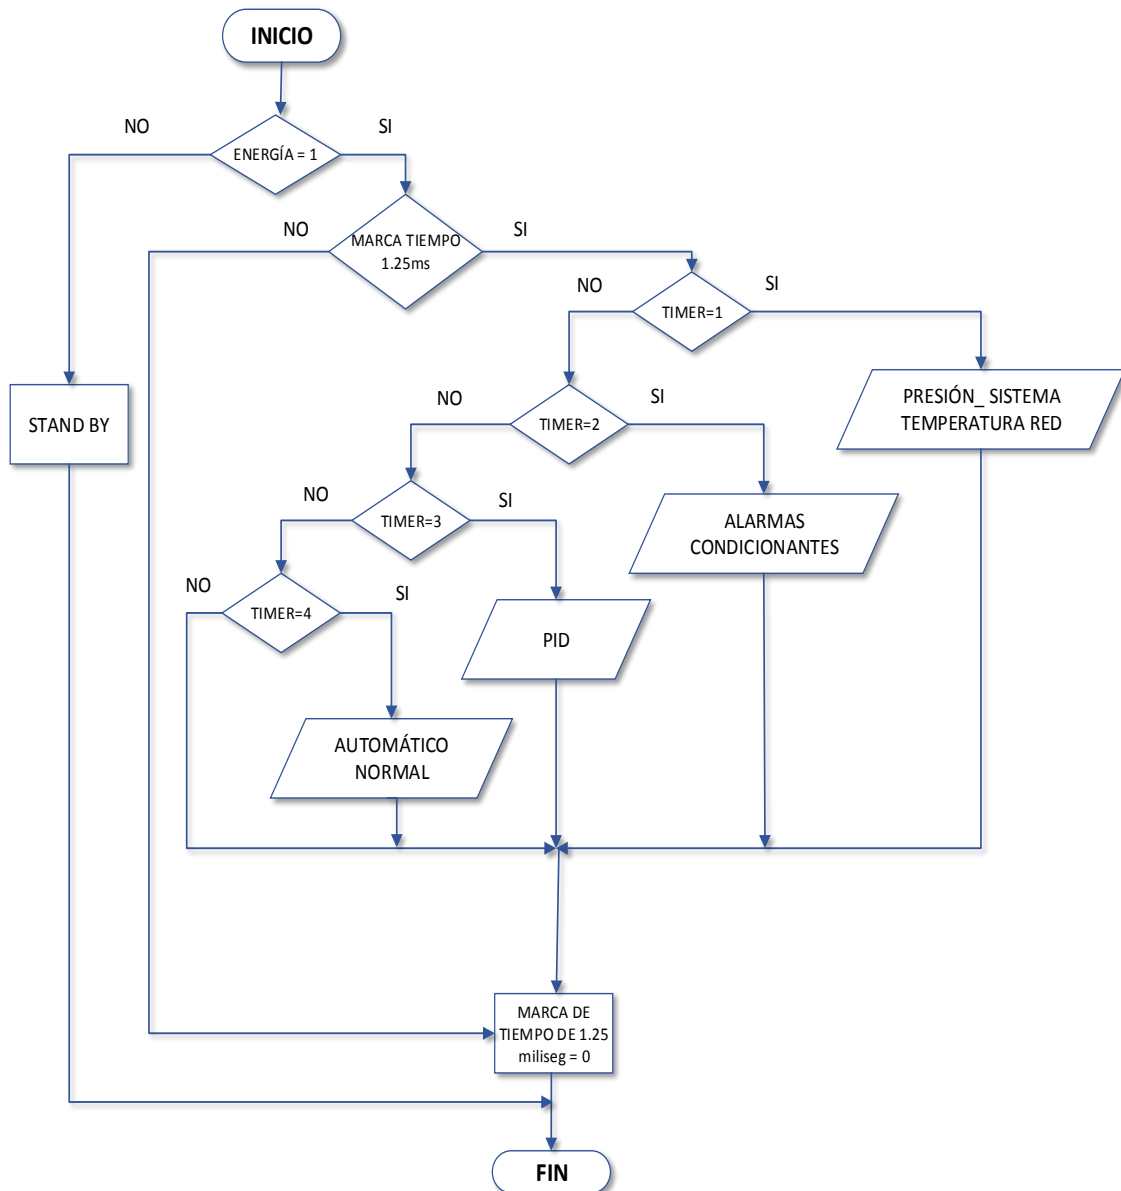 INICIO
NO
SI
ENERGÍA = 1
NO
SI
MARCA TIEMPO
1.25ms
NO
SI
TIMER=1
NO
SI
PRESIÓN_ SISTEMA
TEMPERATURA RED
STAND BY
TIMER=2
NO
SI
ALARMAS
CONDICIONANTES
TIMER=3
NO
SI
TIMER=4
PID
AUTOMÁTICO
NORMAL
MARCA DE
TIEMPO DE 1.25
miliseg = 0
FIN